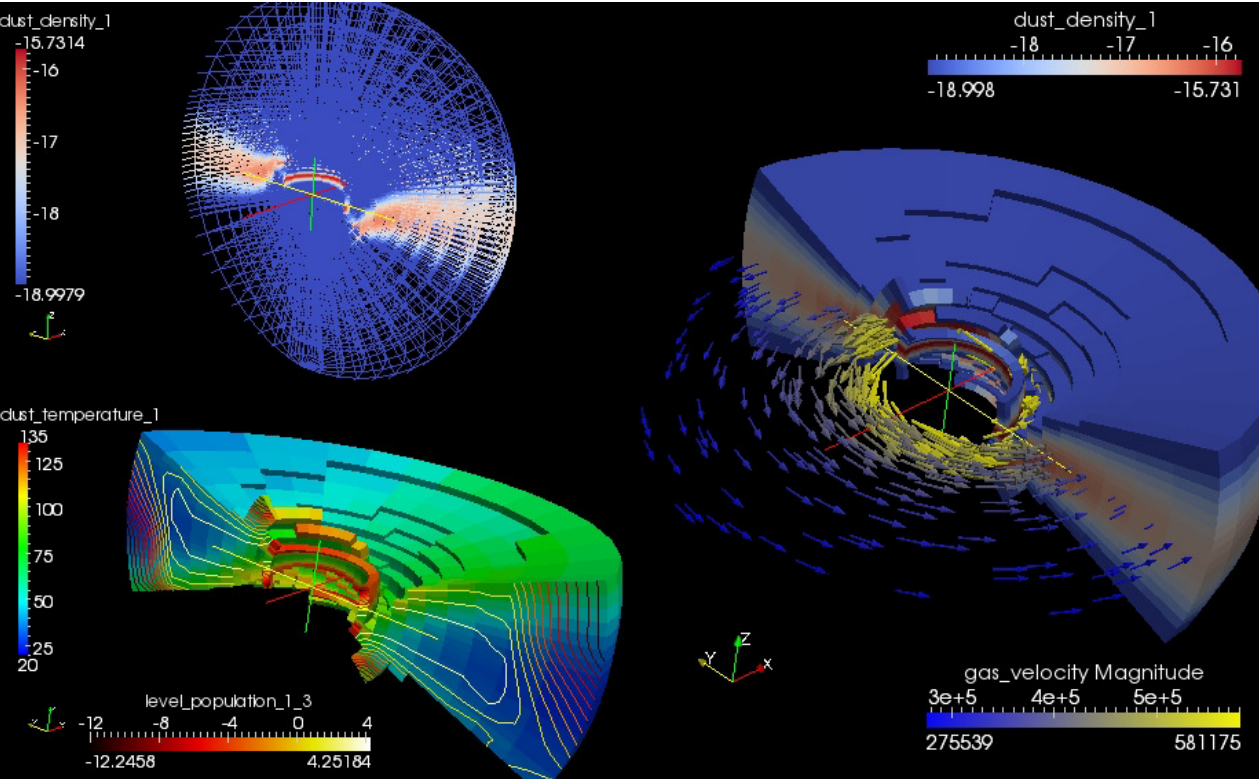 dust_density_1
-15.7314
-16
-17
-18
-18.9979
z
dust_density_1
-18 -17 -16
-18.998 -15.731
dust_temperature_1
135
125
100
75
50
25
20
level_population_1_3
-12 -8 -4 0 4
-12.2458 4.25184
Z
Y X
gas_velocity Magnitude
3e+5 4e+5 5e+5
275539 581175